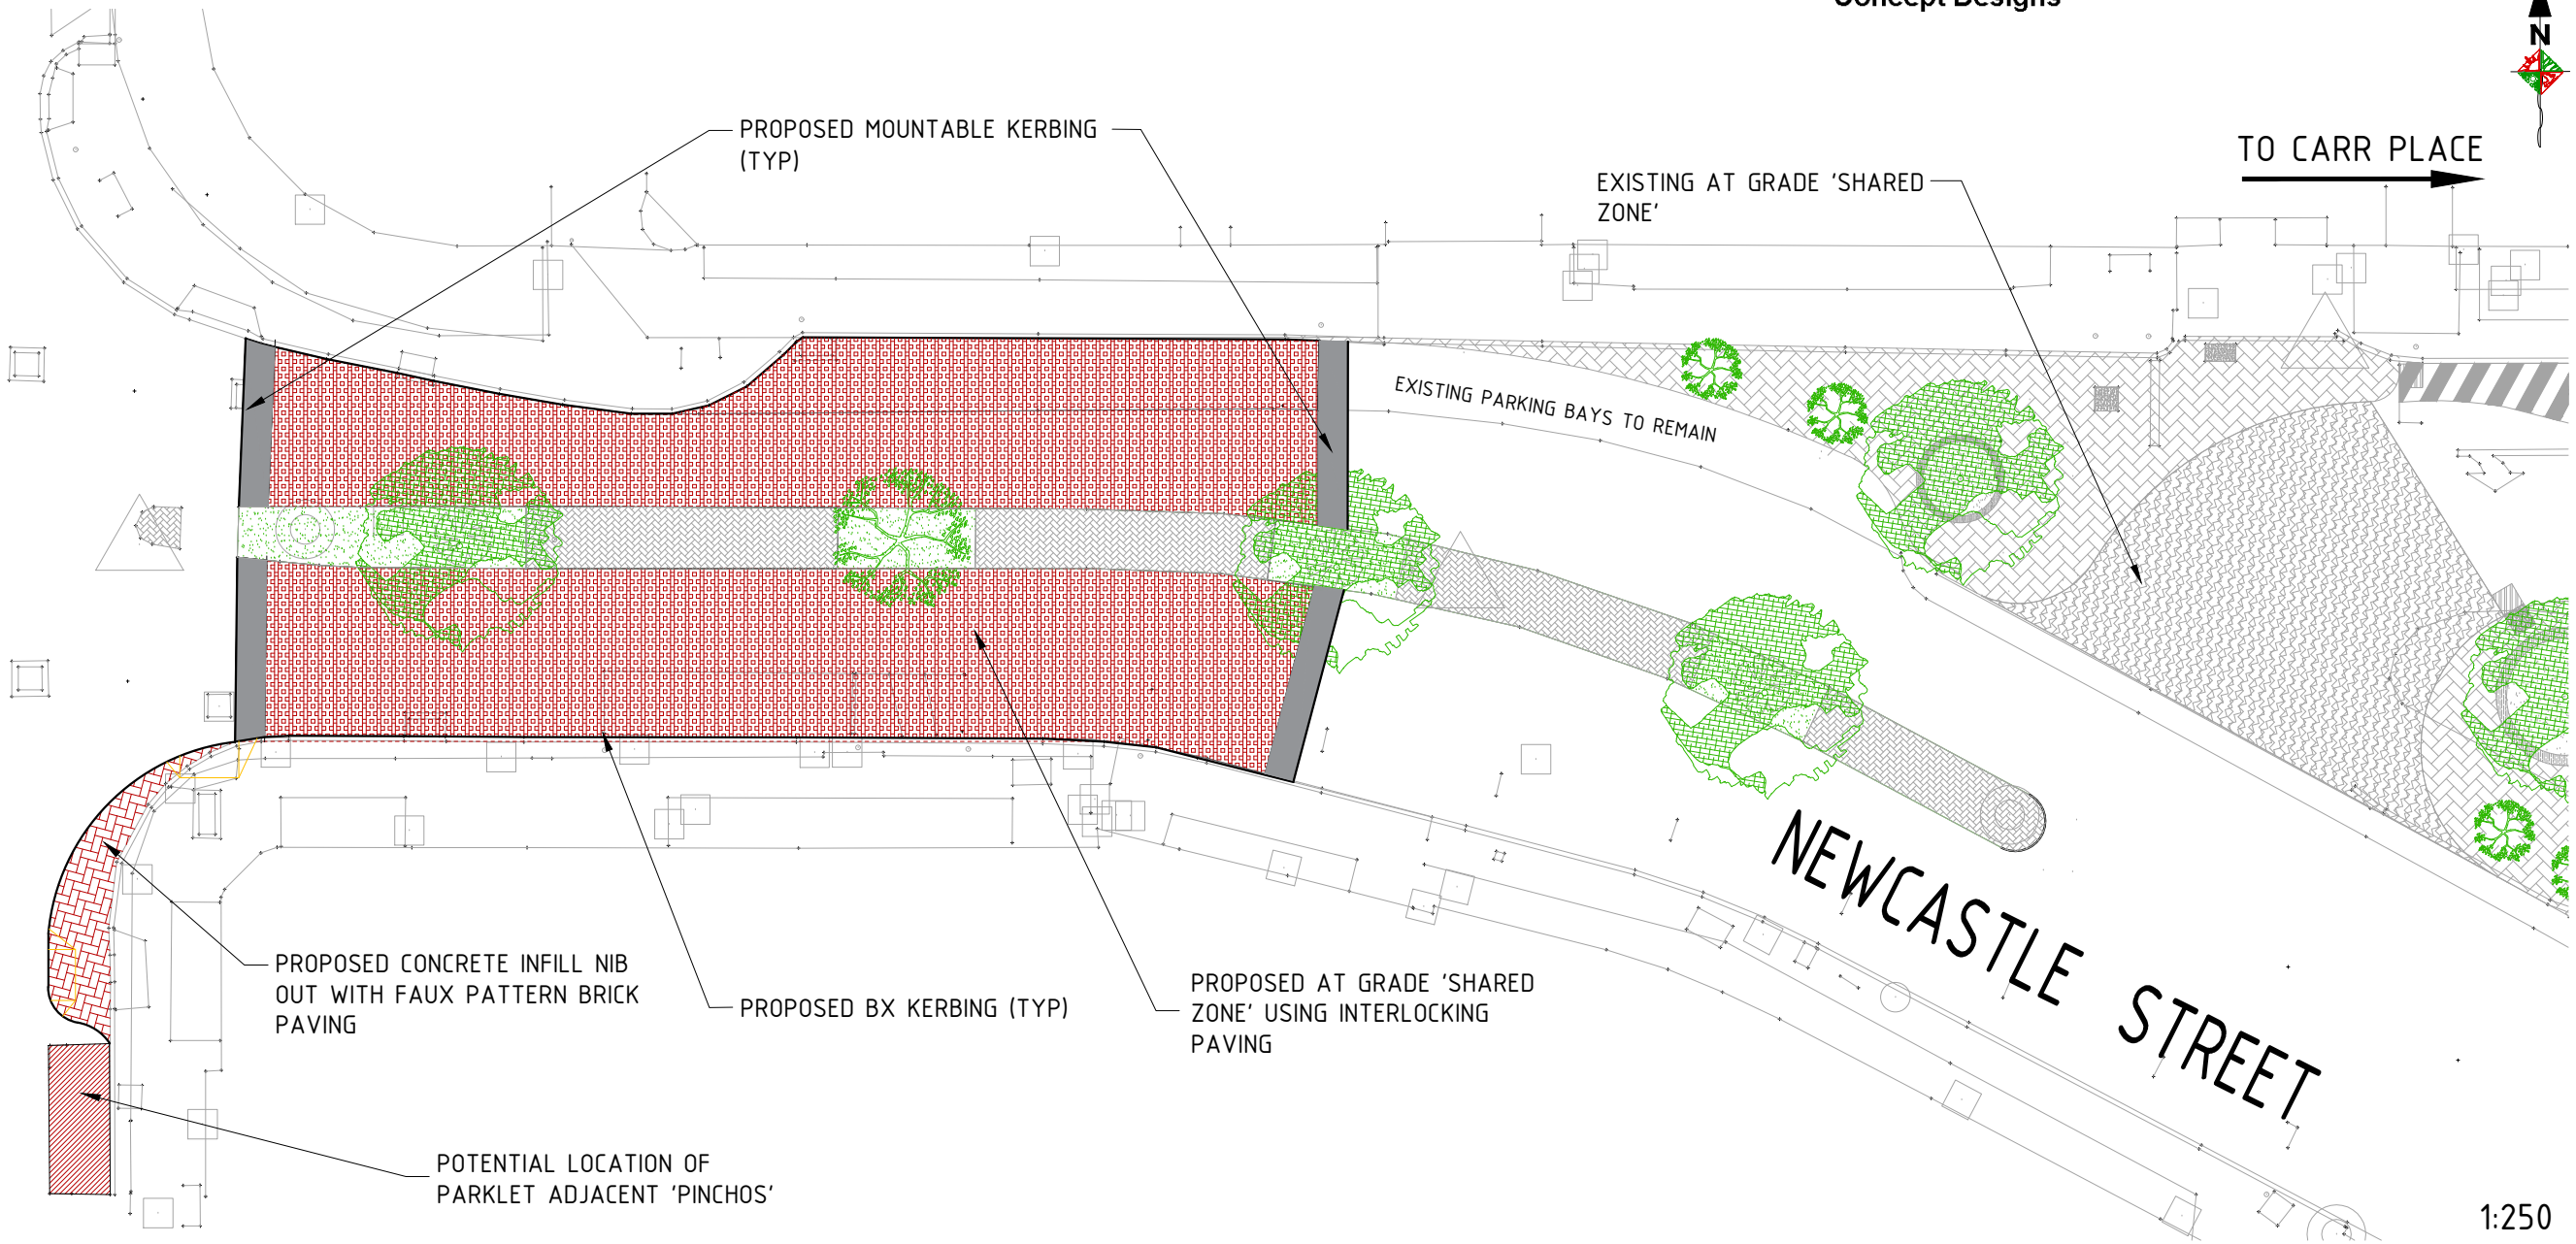 Concept Designs
N
PROPOSED MOUNTABLE KERBING
(TYP)
TO CARR PLACE
EXISTING AT GRADE 'SHARED
ZONE'
EXISTING PARKING BAYS TO REMAIN
NEWCASTLE STREET
PROPOSED CONCRETE INFILL NIB
OUT WITH FAUX PATTERN BRICK
PAVING
PROPOSED BX KERBING (TYP)
PROPOSED AT GRADE 'SHARED
ZONE' USING INTERLOCKING
PAVING
POTENTIAL LOCATION OF
PARKLET ADJACENT 'PINCHOS'
1:250